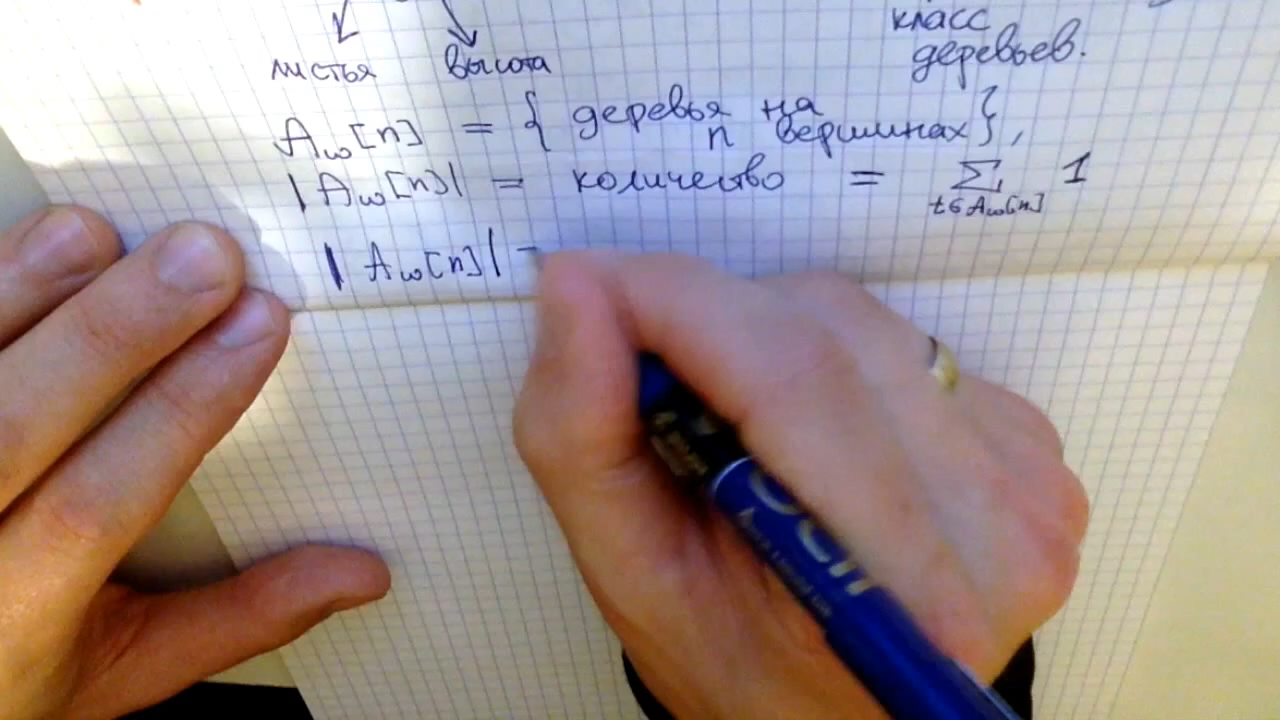 класс
листья высота деревьев.
A_ω[n] = { деревья на n вершинах},
|A_ω[n]| = количество = Σ_{t∈A_ω[n]} 1
|A_ω[n]| =